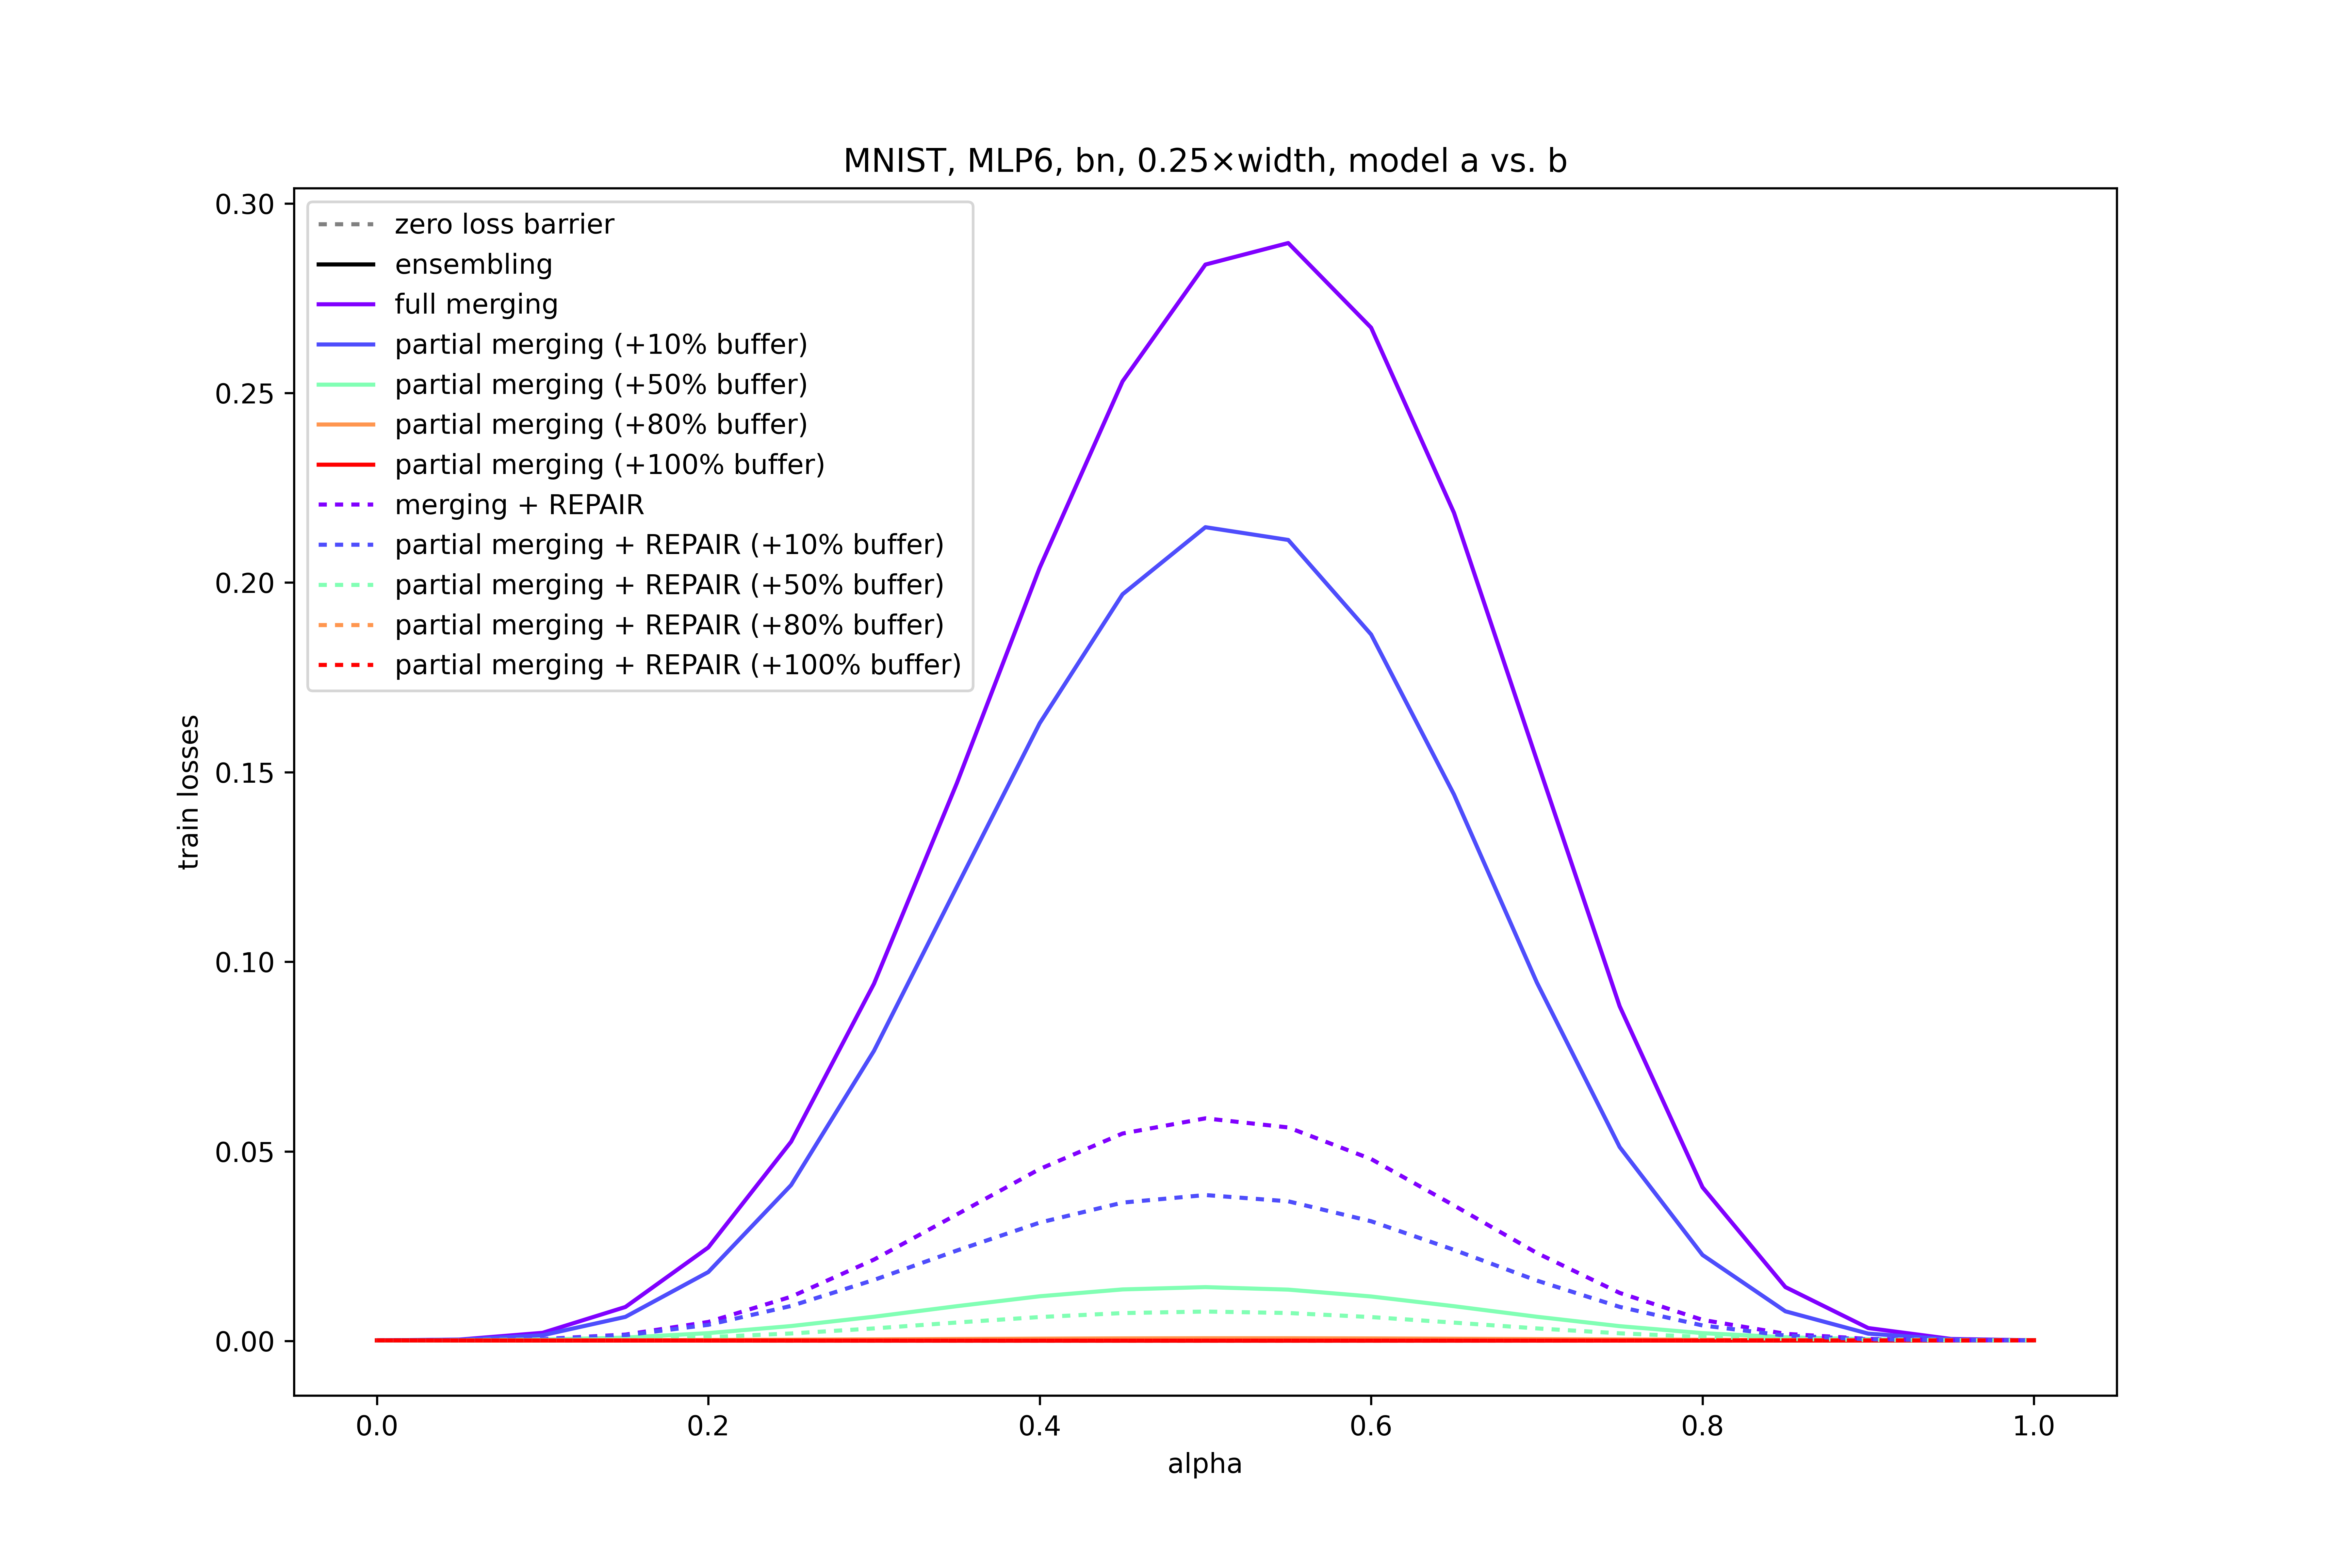 MNIST, MLP6, bn, 0.25×width, model a vs. b
zero loss barrier
ensembling
full merging
partial merging (+10% buffer)
partial merging (+50% buffer)
partial merging (+80% buffer)
partial merging (+100% buffer)
merging + REPAIR
partial merging + REPAIR (+10% buffer)
partial merging + REPAIR (+50% buffer)
partial merging + REPAIR (+80% buffer)
partial merging + REPAIR (+100% buffer)
train losses
0.30
0.25
0.20
0.15
0.10
0.05
0.00
0.0 0.2 0.4 0.6 0.8 1.0
alpha